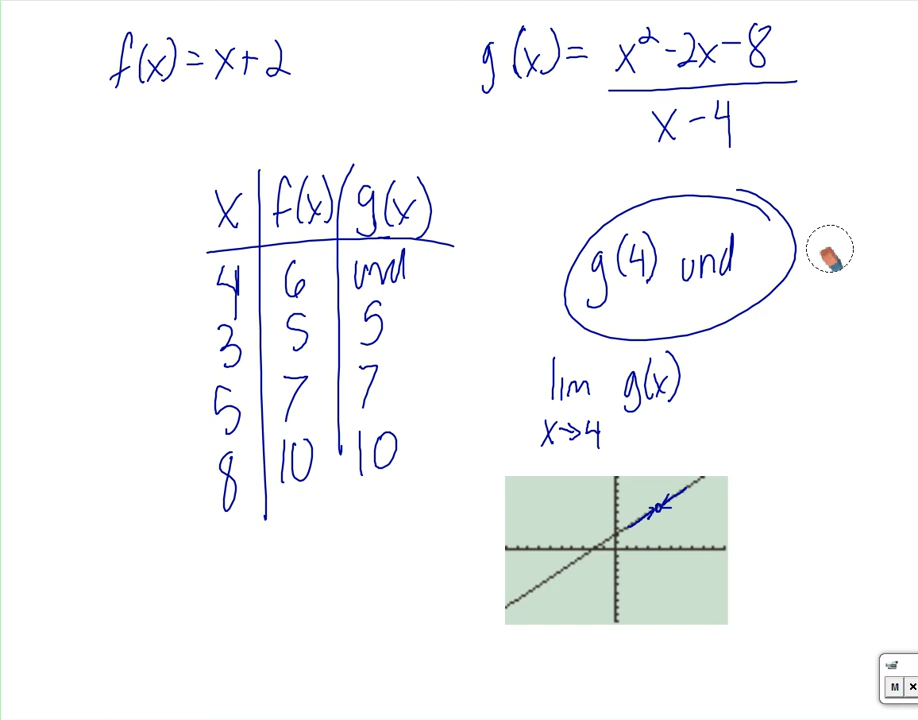 f(x) = x + 2
g(x) = x² - 2x - 8 / x - 4
x f(x) g(x)
4 6 und
3 5 5
5 7 7
8 10 10
g(4) und
lim g(x)
x→4
M x